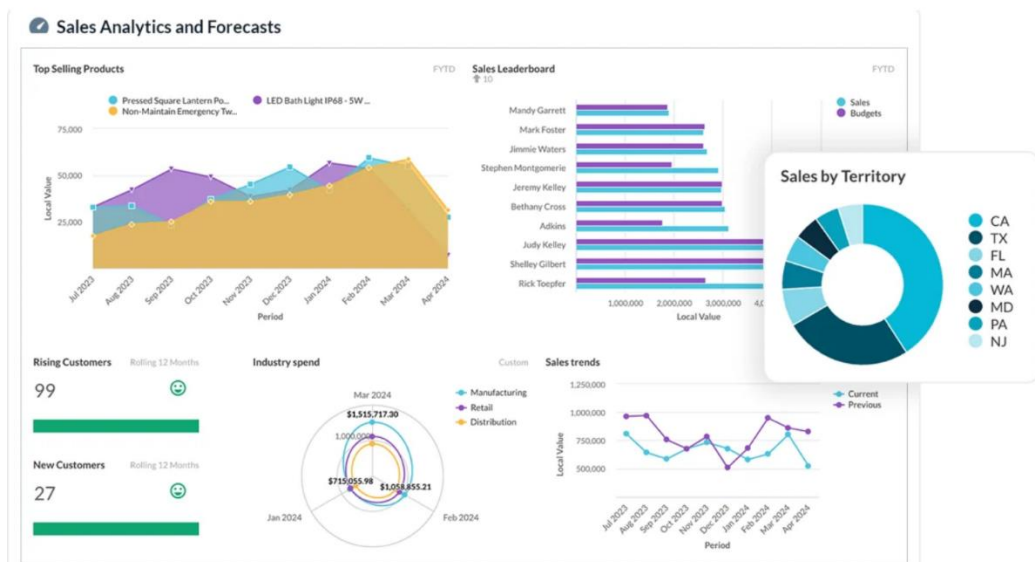 Sales Analytics and Forecasts
Top Selling Products
FYTD
Pressed Square Lantern Po...
LED Bath Light IP68 - 5W ...
Non-Maintain Emergency Tw...
75,000
50,000
25,000
Local Value
Jul 2023
Aug 2023
Sep 2023
Oct 2023
Nov 2023
Dec 2023
Jan 2024
Feb 2024
Mar 2024
Apr 2024
Period
Sales Leaderboard
FYTD
10
Sales
Budgets
Mandy Garrett
Mark Foster
Jimmie Waters
Stephen Montgomerie
Jeremy Kelley
Bethany Cross
Adkins
Judy Kelley
Shelley Gilbert
Rick Toepfer
1,000,000
2,000,000
3,000,000
Local Value
Sales by Territory
CA
TX
FL
MA
WA
MD
PA
NJ
Rising Customers
Rolling 12 Months
99
New Customers
Rolling 12 Months
27
Industry spend
Custom
Mar 2024
$1,515,717.30
1,000,000
$715,055.98
$1,058,855.21
Jan 2024
Feb 2024
Manufacturing
Retail
Distribution
Sales trends
1,250,000
1,000,000
750,000
500,000
Local Value
Current
Previous
Jul 2023
Aug 2023
Sep 2023
Oct 2023
Nov 2023
Dec 2023
Jan 2024
Feb 2024
Mar 2024
Apr 2024
Period